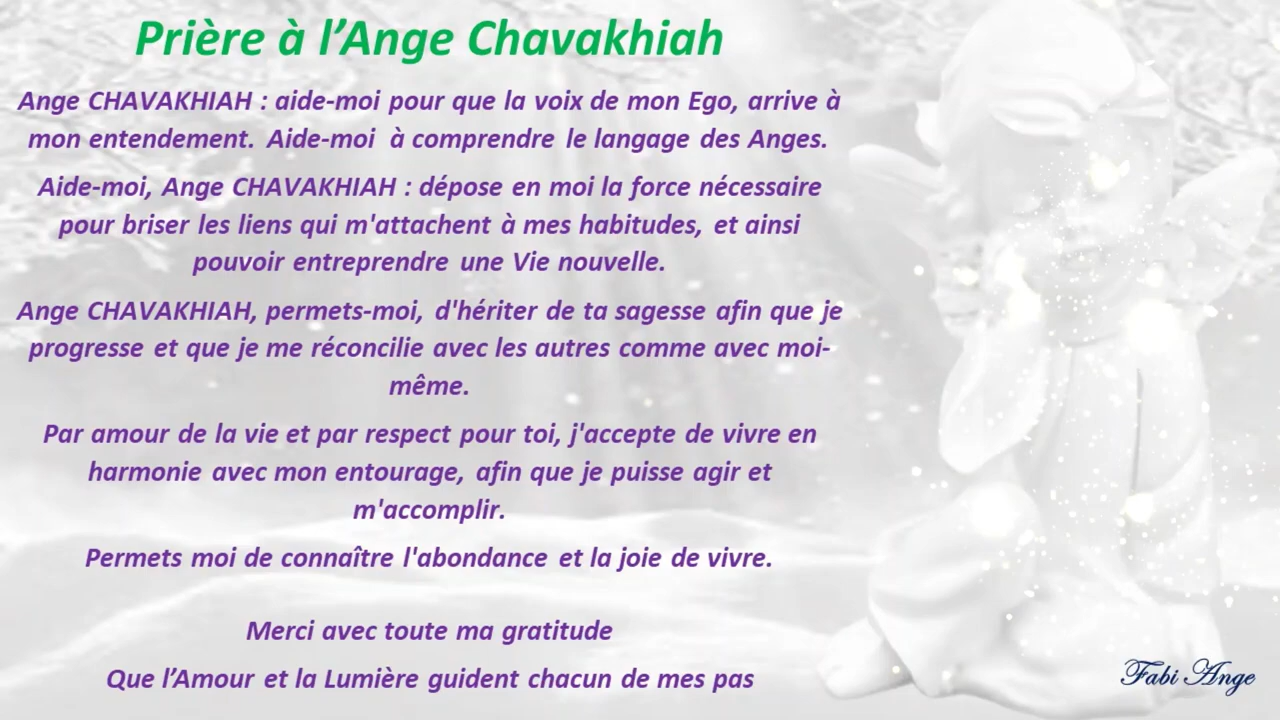 Prière à l’Ange Chavakhiah
Ange CHAVAKHIAH : aide-moi pour que la voix de mon Ego, arrive à
mon entendement. Aide-moi à comprendre le langage des Anges.
Aide-moi, Ange CHAVAKHIAH : dépose en moi la force nécessaire
pour briser les liens qui m'attachent à mes habitudes, et ainsi
pouvoir entreprendre une Vie nouvelle.
Ange CHAVAKHIAH, permets-moi, d'hériter de ta sagesse afin que je
progresse et que je me réconcilie avec les autres comme avec moi-
même.
Par amour de la vie et par respect pour toi, j'accepte de vivre en
harmonie avec mon entourage, afin que je puisse agir et
m'accomplir.
Permets moi de connaître l'abondance et la joie de vivre.
Merci avec toute ma gratitude
Que l’Amour et la Lumière guident chacun de mes pas
Fabi Ange